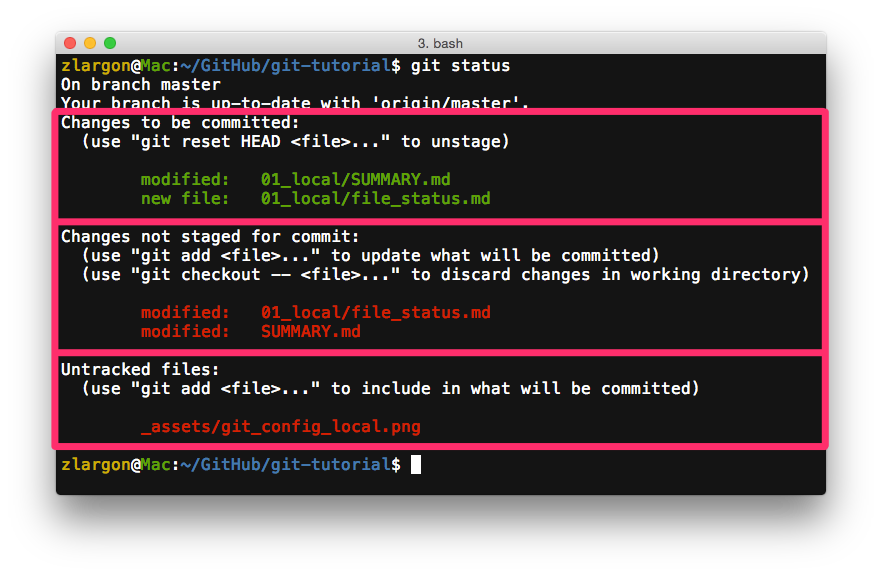 3. bash
zlargon@Mac:~/GitHub/git-tutorial$ git status
On branch master
Your branch is up-to-date with 'origin/master'.
Changes to be committed:
  (use "git reset HEAD <file>..." to unstage)

        modified:   01_local/SUMMARY.md
        new file:   01_local/file_status.md

Changes not staged for commit:
  (use "git add <file>..." to update what will be committed)
  (use "git checkout -- <file>..." to discard changes in working directory)

        modified:   01_local/file_status.md
        modified:   SUMMARY.md

Untracked files:
  (use "git add <file>..." to include in what will be committed)

        _assets/git_config_local.png

zlargon@Mac:~/GitHub/git-tutorial$